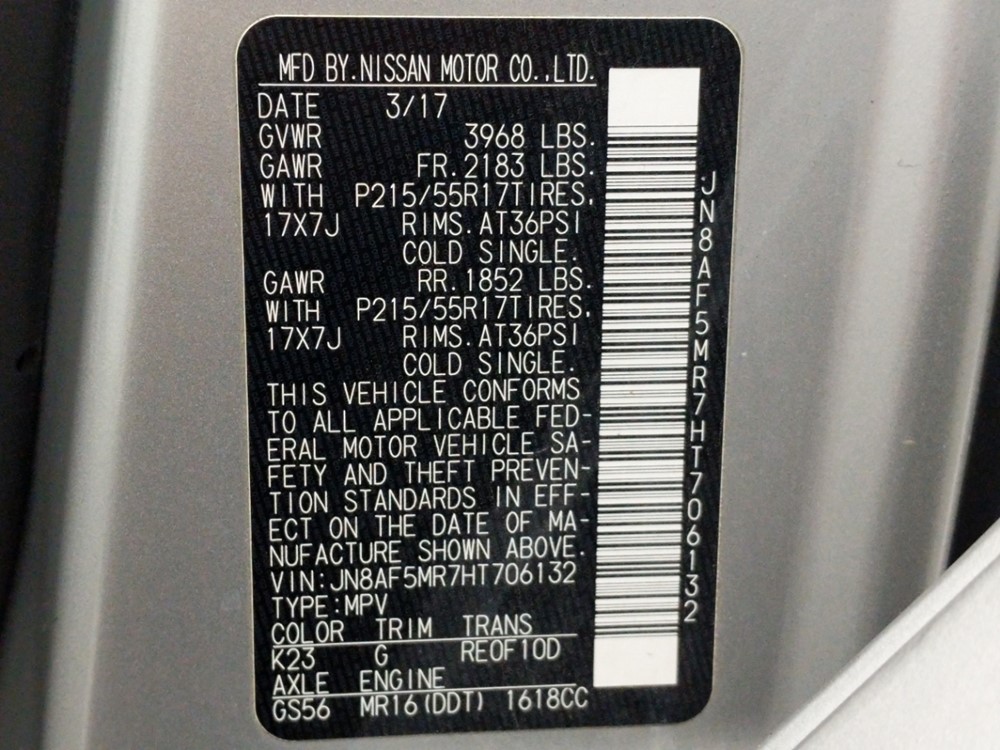 MFD BY.NISSAN MOTOR CO.,LTD.
DATE 3/17
GVWR 3968 LBS.
GAWR FR.2183 LBS.
WITH P215/55R17TIRES,
17X7J RIMS.AT36PSI
COLD SINGLE.
GAWR RR.1852 LBS.
WITH P215/55R17TIRES,
17X7J RIMS.AT36PSI
COLD SINGLE.
THIS VEHICLE CONFORMS
TO ALL APPLICABLE FED-
ERAL MOTOR VEHICLE SA-
FETY AND THEFT PREVEN-
TION STANDARDS IN EFF-
ECT ON THE DATE OF MA-
NUFACTURE SHOWN ABOVE.
VIN:JN8AF5MR7HT706132
TYPE:MPV
COLOR TRIM TRANS
K23 G RE0F10D
AXLE ENGINE
GS56 MR16(DDT) 1618CC
JN8AF5MR7HT706132